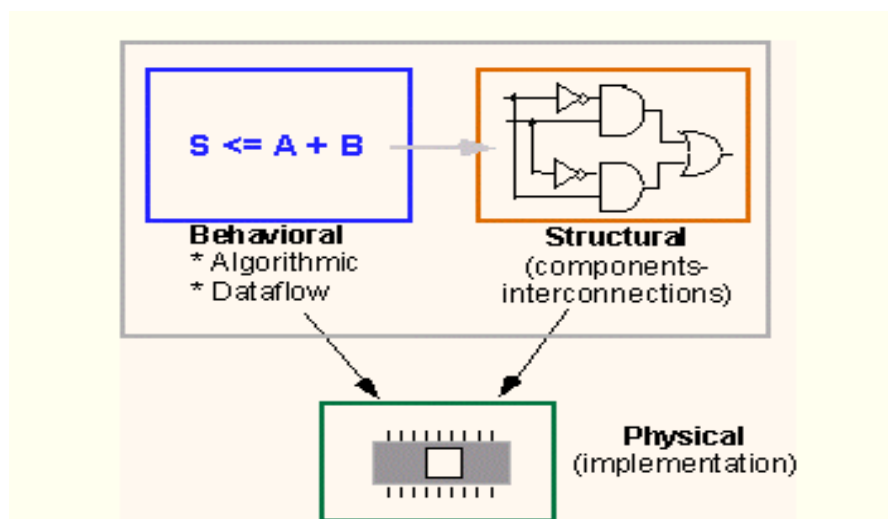 S <= A + B
Behavioral
* Algorithmic
* Dataflow
Structural
(components-
interconnections)
Physical
(implementation)